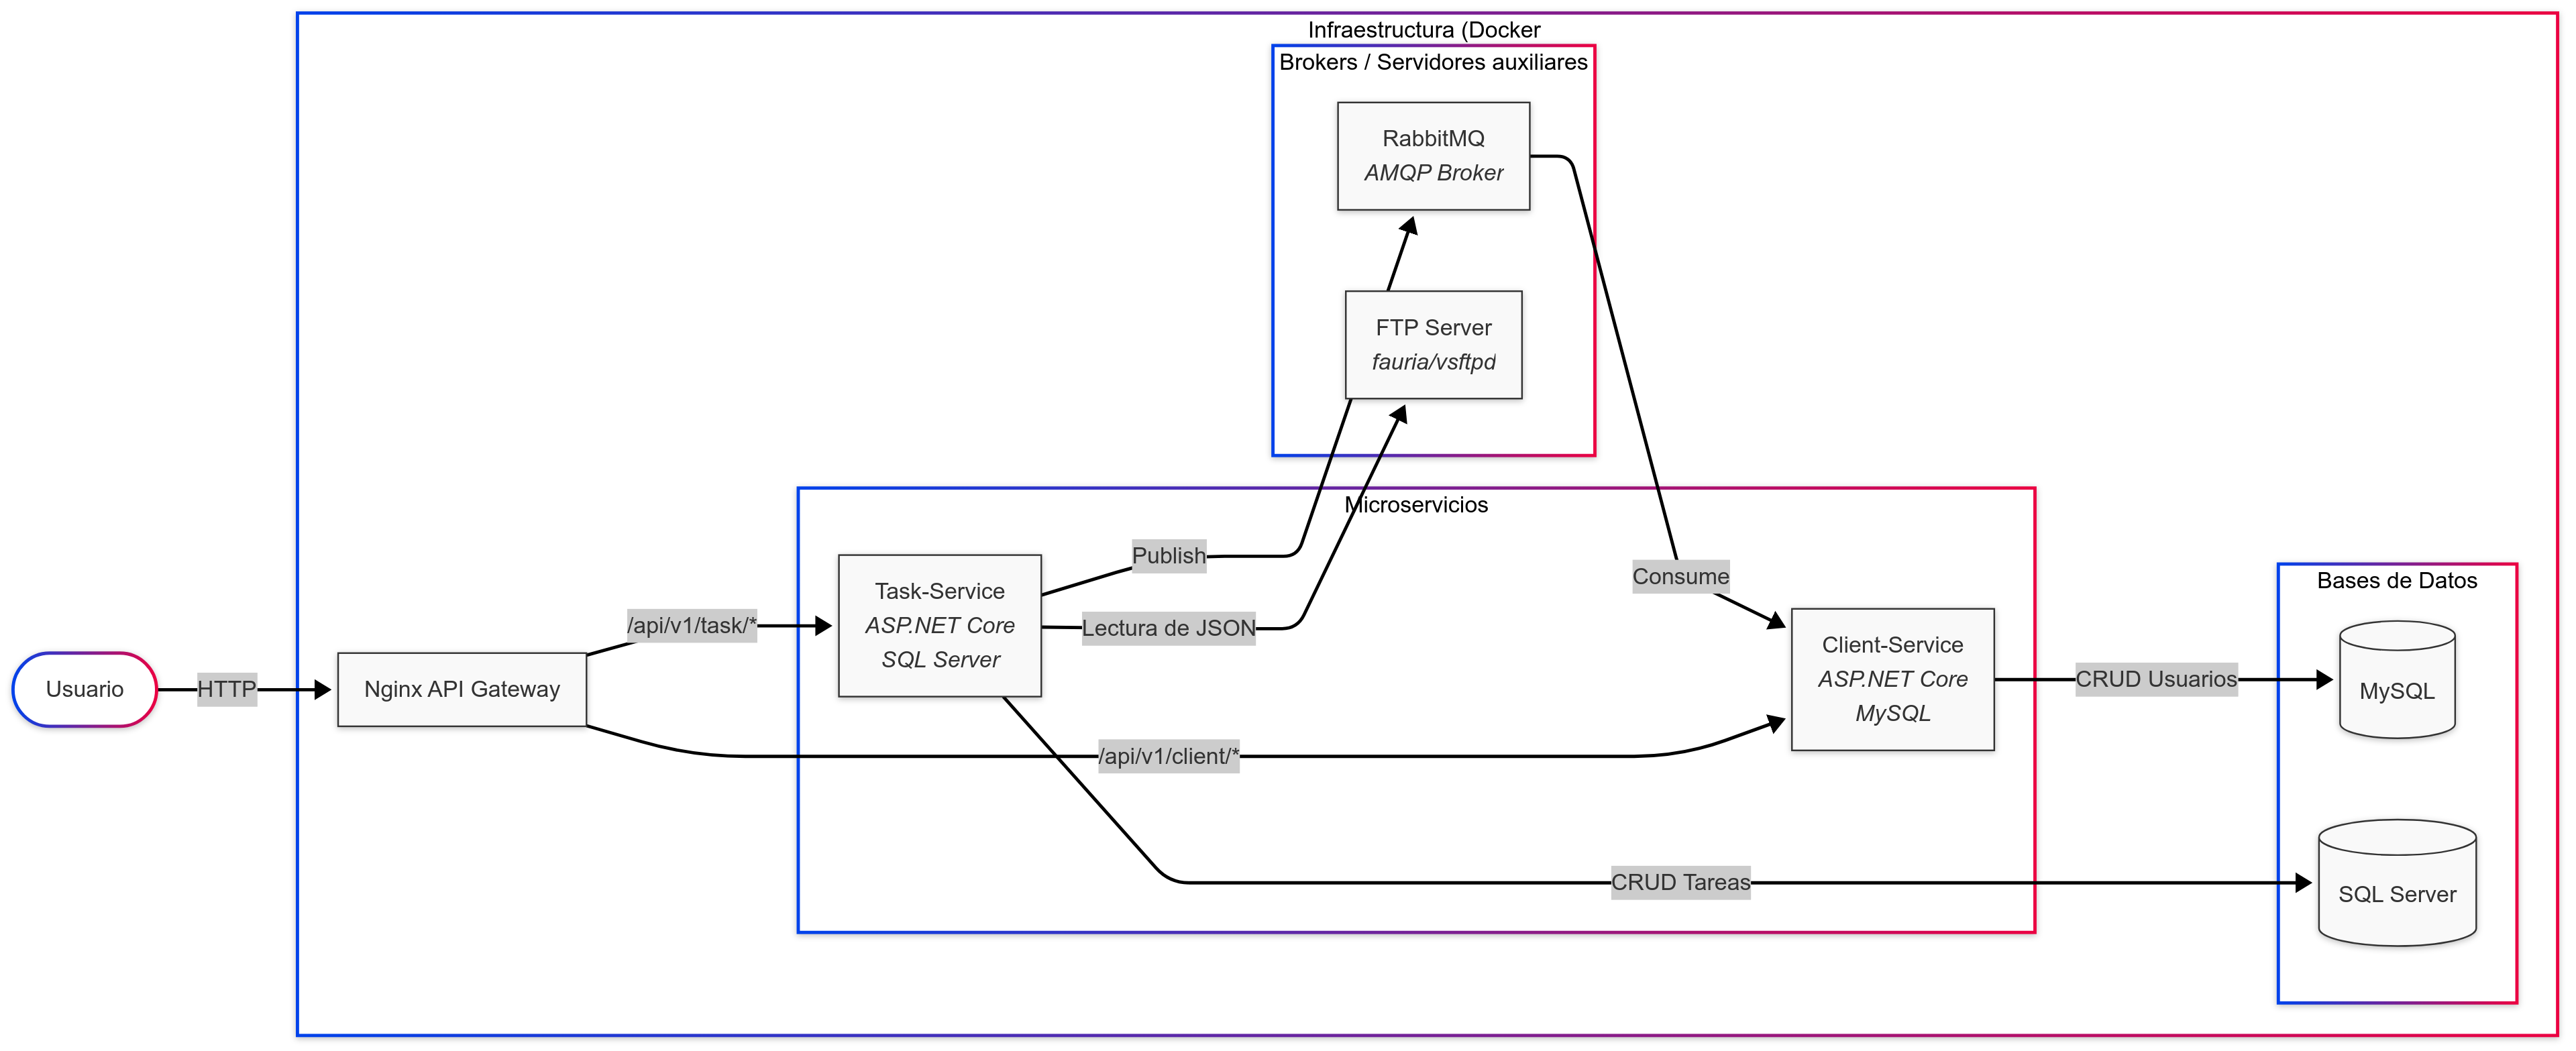 Infraestructura (Docker
Brokers / Servidores auxiliares
RabbitMQ
AMQP Broker
FTP Server
fauria/vsftpd
Microservicios
Publish
Lectura de JSON
Consume
Task-Service
ASP.NET Core
SQL Server
/api/v1/task/*
Usuario
HTTP
Nginx API Gateway
/api/v1/client/*
Client-Service
ASP.NET Core
MySQL
CRUD Usuarios
CRUD Tareas
Bases de Datos
MySQL
SQL Server